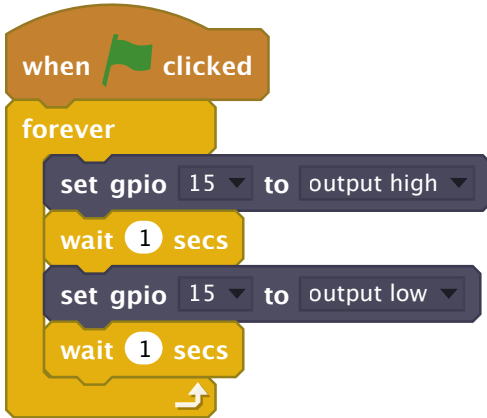 when clicked
forever
set gpio 15 to output high
wait 1 secs
set gpio 15 to output low
wait 1 secs